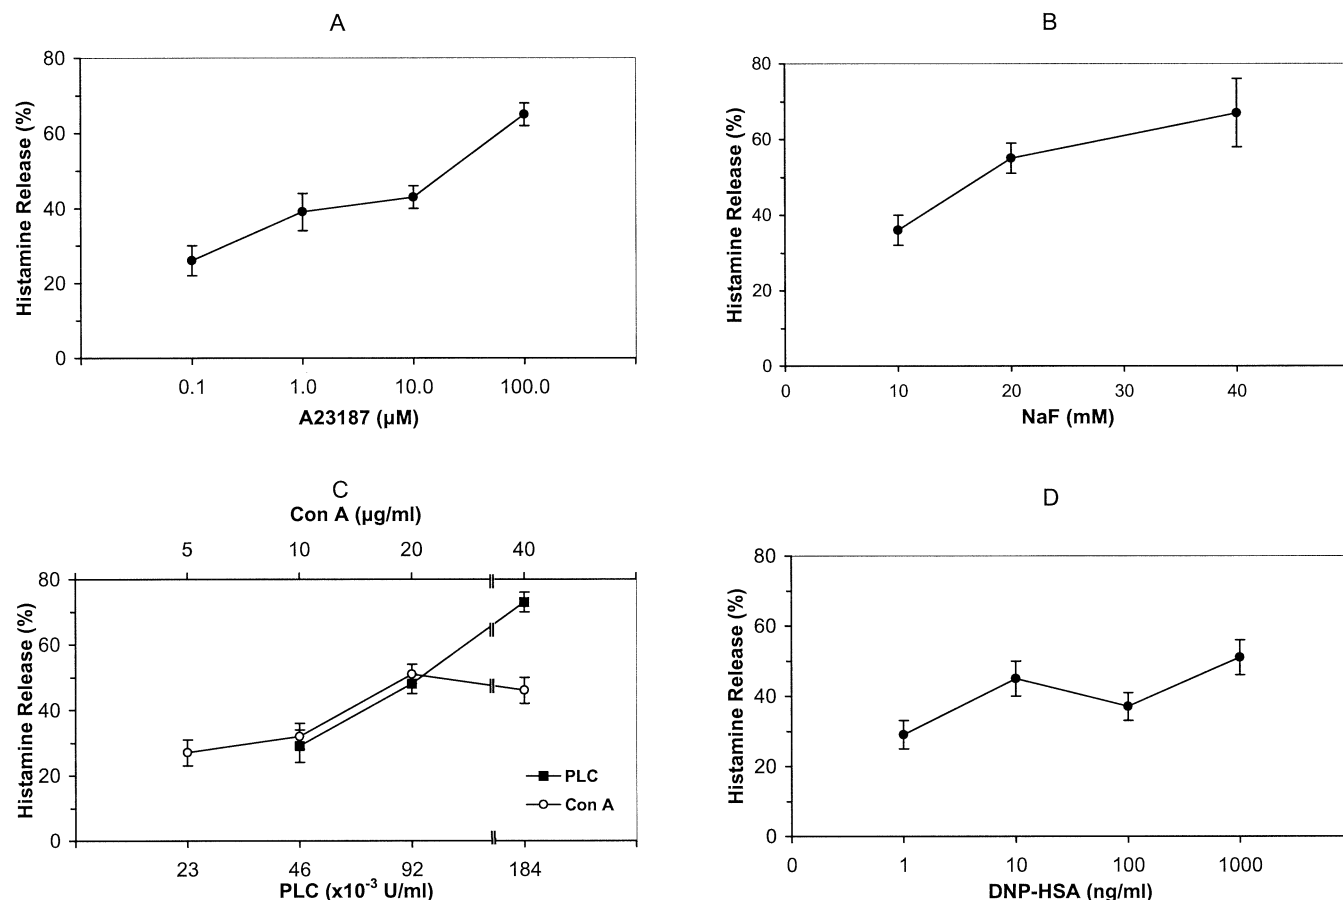 A
80
60
40
20
0
Histamine Release (%)
0.1 1.0 10.0 100.0
A23187 (µM)
B
80
60
40
20
0
Histamine Release (%)
0 10 20 30 40
NaF (mM)
C
Con A (µg/ml)
5 10 20 40
80
60
40
20
0
Histamine Release (%)
PLC
Con A
23 46 92 184
PLC (x10⁻³ U/ml)
D
80
60
40
20
0
Histamine Release (%)
0 1 10 100 1000
DNP-HSA (ng/ml)